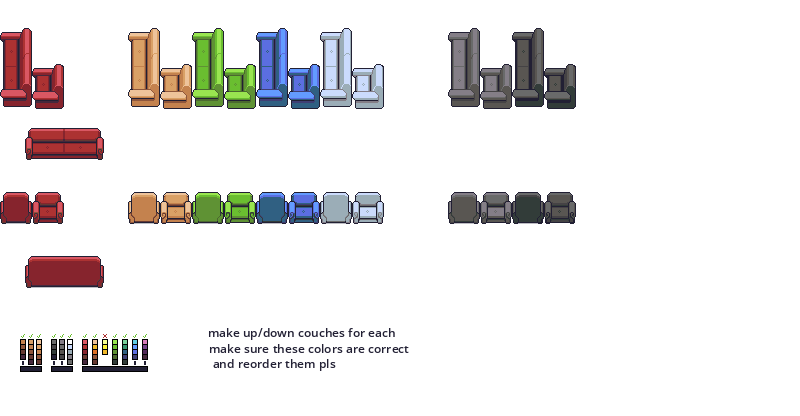 make up/down couches for each
make sure these colors are correct
and reorder them pls